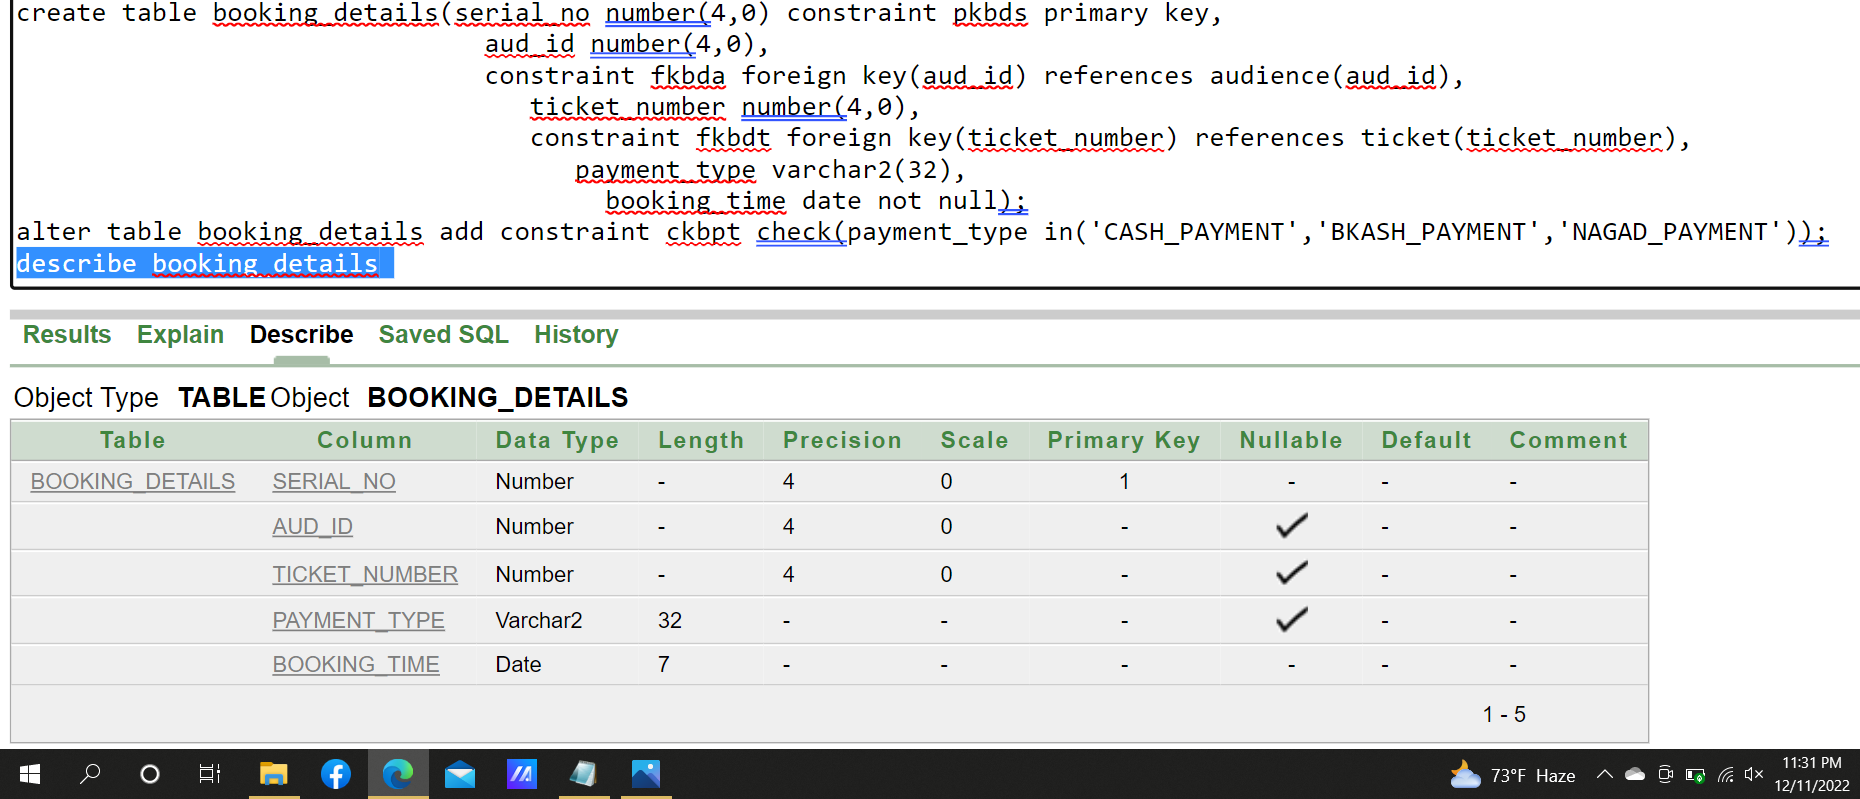 create table booking_details(serial_no number(4,0) constraint pkbds primary key,
aud_id number(4,0),
constraint fkbda foreign key(aud_id) references audience(aud_id),
ticket_number number(4,0),
constraint fkbdt foreign key(ticket_number) references ticket(ticket_number),
payment_type varchar2(32),
booking_time date not null);
alter table booking_details add constraint ckbpt check(payment_type in('CASH_PAYMENT','BKASH_PAYMENT','NAGAD_PAYMENT'));
describe booking_details
Results Explain Describe Saved SQL History
Object Type TABLE Object BOOKING_DETAILS
Table Column Data Type Length Precision Scale Primary Key Nullable Default Comment
BOOKING_DETAILS SERIAL_NO Number - 4 0 1 - - -
AUD_ID Number - 4 0 - ✓ - -
TICKET_NUMBER Number - 4 0 - ✓ - -
PAYMENT_TYPE Varchar2 32 - - - ✓ - -
BOOKING_TIME Date 7 - - - - - -
1 - 5
73°F Haze 11:31 PM
12/11/2022